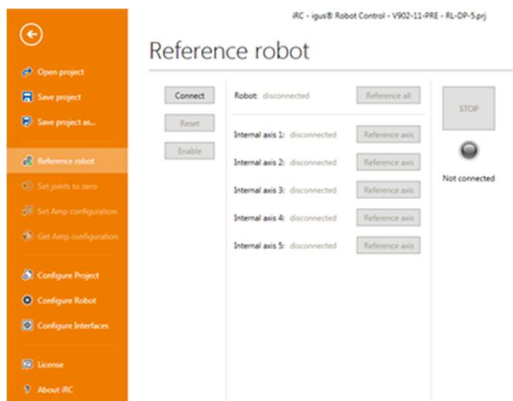 iRC - igus® Robot Control - V902-11-PRE - RL-DP-5.prj
Reference robot
Open project
Save project
Save project as...
Reference robot
Set joints to zero
Set Amp configuration
Get Amp configuration
Configure Project
Configure Robot
Configure Interfaces
License
About iRC
Connect
Reset
Enable
Robot: disconnected Reference all
Internal axis 1: disconnected Reference axis
Internal axis 2: disconnected Reference axis
Internal axis 3: disconnected Reference axis
Internal axis 4: disconnected Reference axis
Internal axis 5: disconnected Reference axis
STOP
Not connected